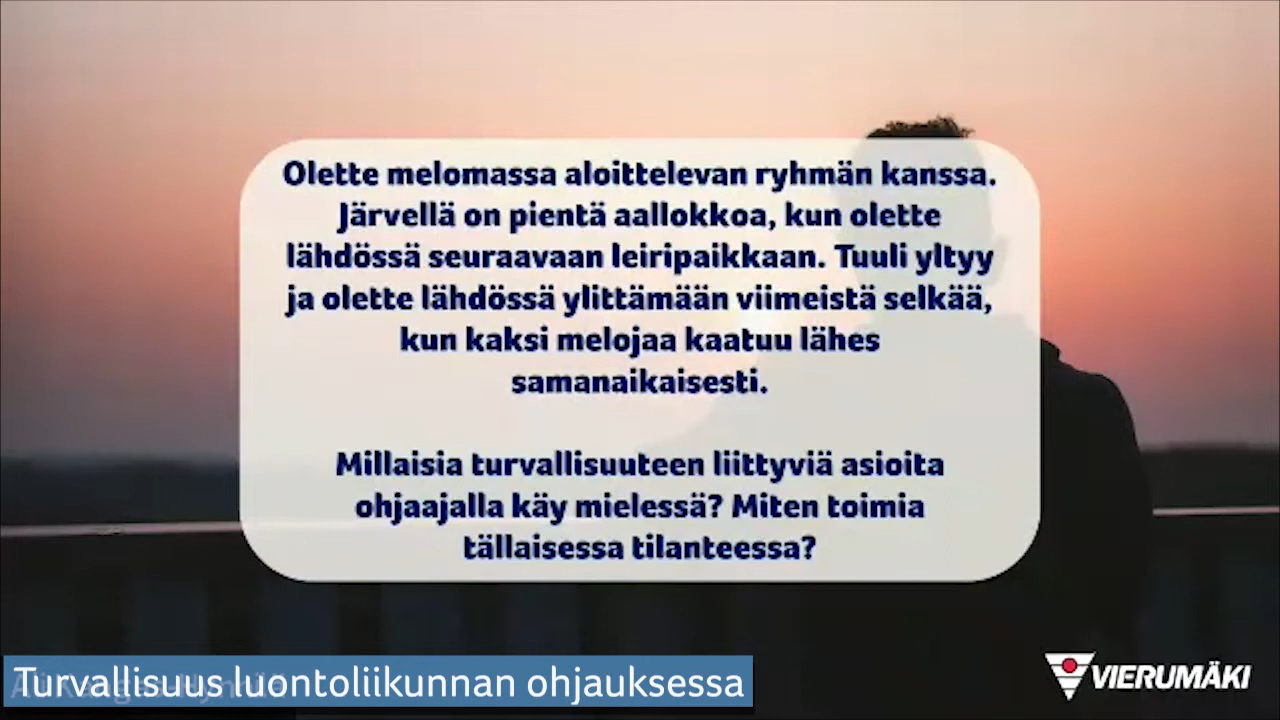 Olette melomassa aloittelevan ryhmän kanssa.
Järvellä on pientä aallokkoa, kun olette
lähdössä seuraavaan leiripaikkaan. Tuuli yltyy
ja olette lähdössä ylittämään viimeistä selkää,
kun kaksi melojaa kaatuu lähes
samanaikaisesti.
Millaisia turvallisuuteen liittyviä asioita
ohjaajalla käy mielessä? Miten toimia
tällaisessa tilanteessa?
Turvallisuus luontoliikunnan ohjauksessa
VIERUMÄKI